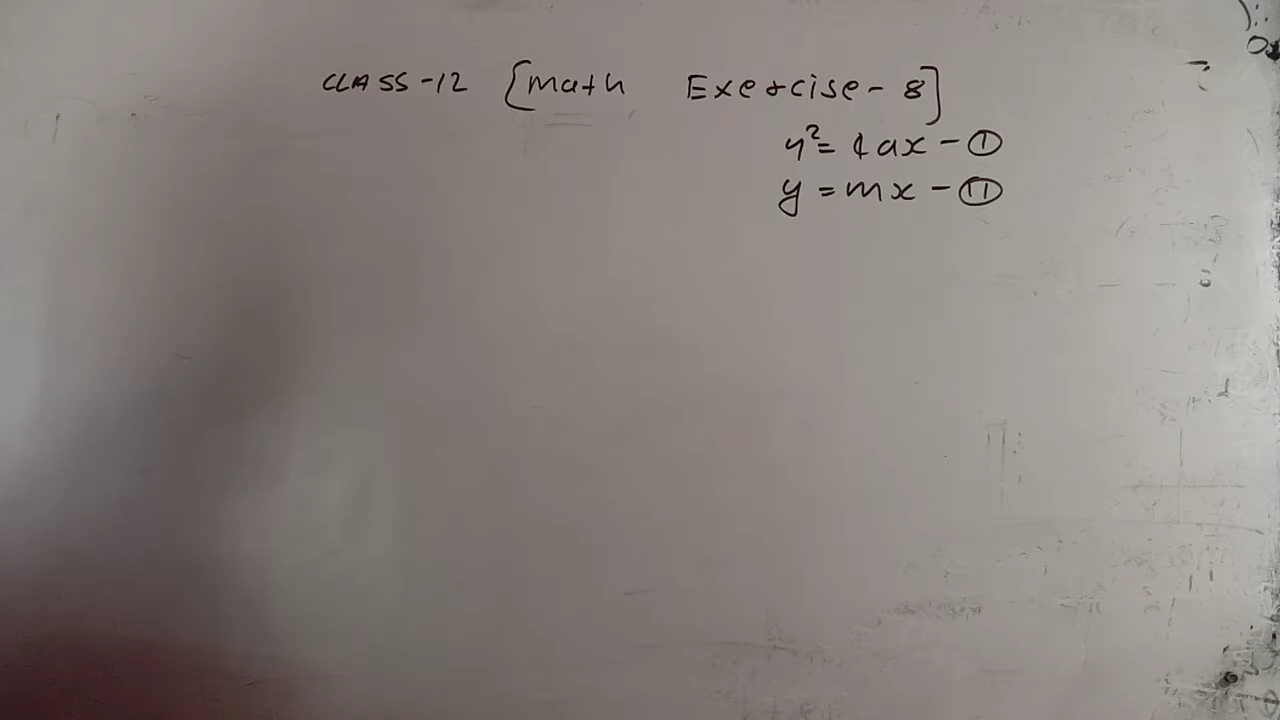 CLASS-12 [Math Exercise-8]
y²= 4ax - ①
y = mx - ⑪